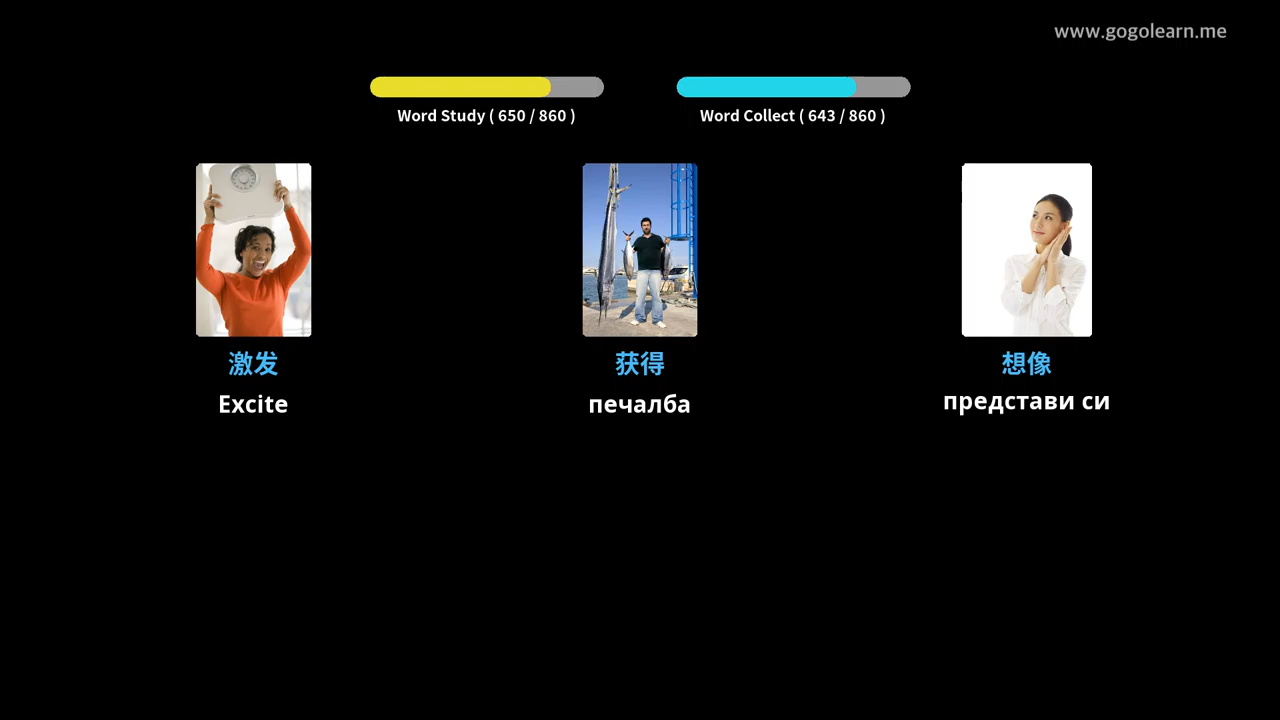 www.gogolearn.me
Word Study ( 650 / 860 )
Word Collect ( 643 / 860 )
激发
获得
想像
Excite
печалба
представи си